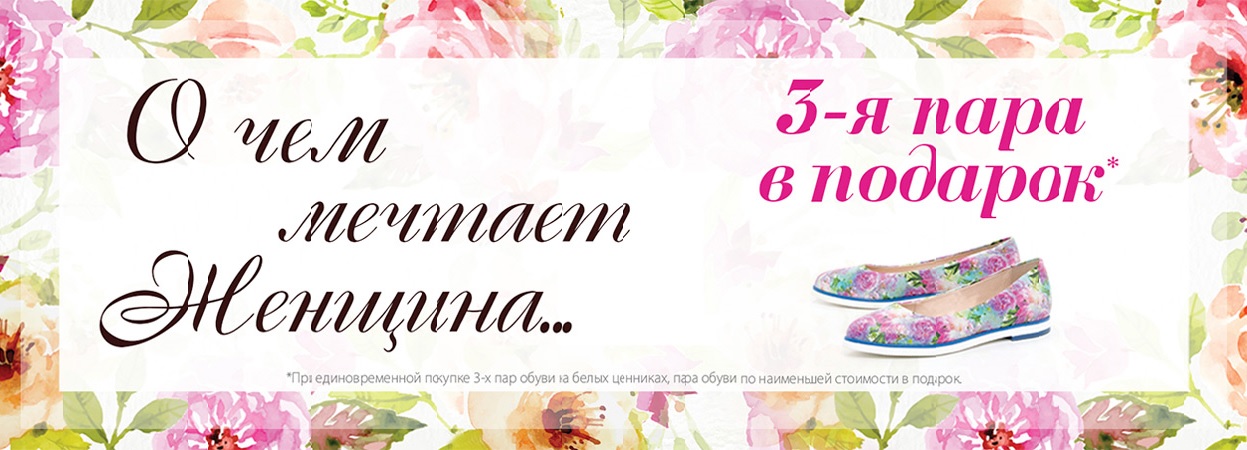 О чем
мечтает
Женщина...
3-я пара
в подарок*
*При единовременной покупке 3-х пар обуви на белых ценниках, пара обуви по наименьшей стоимости в подарок.